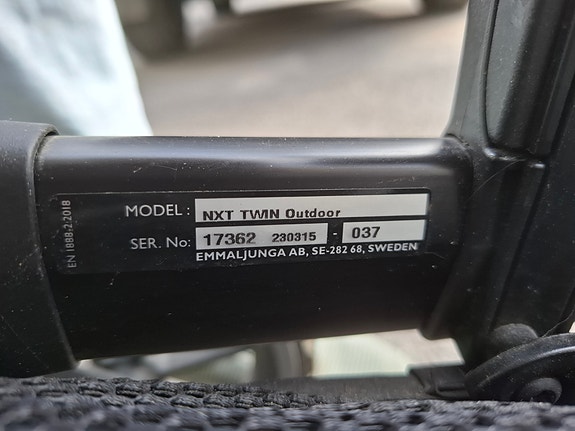 EN 1888-2:2018
MODEL : NXT TWIN Outdoor
SER. No: 17362 230315 - 037
EMMALJUNGA AB, SE-282 68, SWEDEN